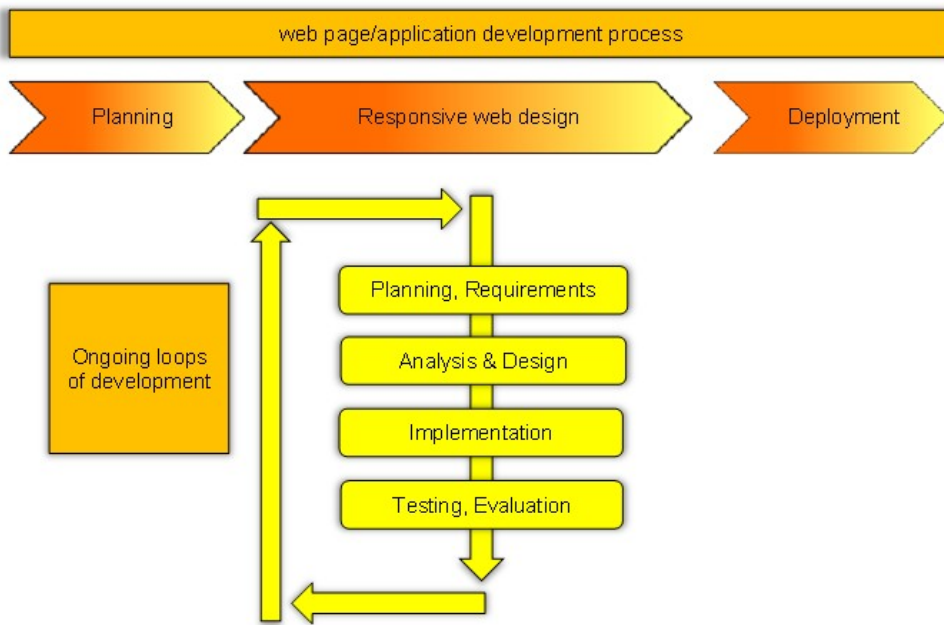 web page/application development process
Planning
Responsive web design
Deployment
Planning, Requirements
Analysis & Design
Ongoing loops
of development
Implementation
Testing, Evaluation